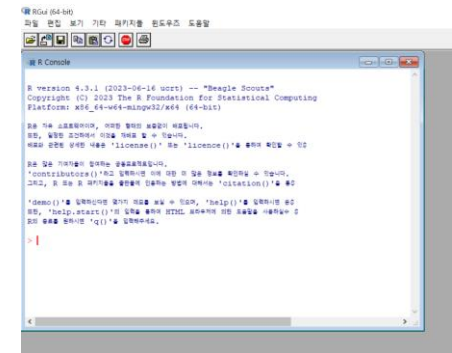 RGui (64-bit)
파일 편집 보기 기타 패키지들 윈도우즈 도움말
R Console
R version 4.3.1 (2023-06-16 ucrt) -- "Beagle Scouts"
Copyright (C) 2023 The R Foundation for Statistical Computing
Platform: x86_64-w64-mingw32/x64 (64-bit)
R은 자유 소프트웨어이며, 어떠한 형태의 보증없이 배포됩니다.
또한, 일정한 조건하에서 이것을 재배포 할 수 있습니다.
배포와 관련된 상세한 내용은 'license()' 또는 'licence()'을 통하여 확인할 수 있$
R은 많은 기여자들이 참여하는 공동프로젝트입니다.
'contributors()'라고 입력하시면 이에 대한 더 많은 정보를 확인하실 수 있습니다.
그리고, R 또는 R 패키지들을 출판물에 인용하는 방법에 대해서는 'citation()'을 통$
'demo()'를 입력하신다면 몇가지 데모를 보실 수 있으며, 'help()'를 입력하시면 온$
또한, 'help.start()'의 입력을 통하여 HTML 브라우저에 의한 도움말을 사용하실수 $
R의 종료를 원하시면 'q()'을 입력해주세요.
>